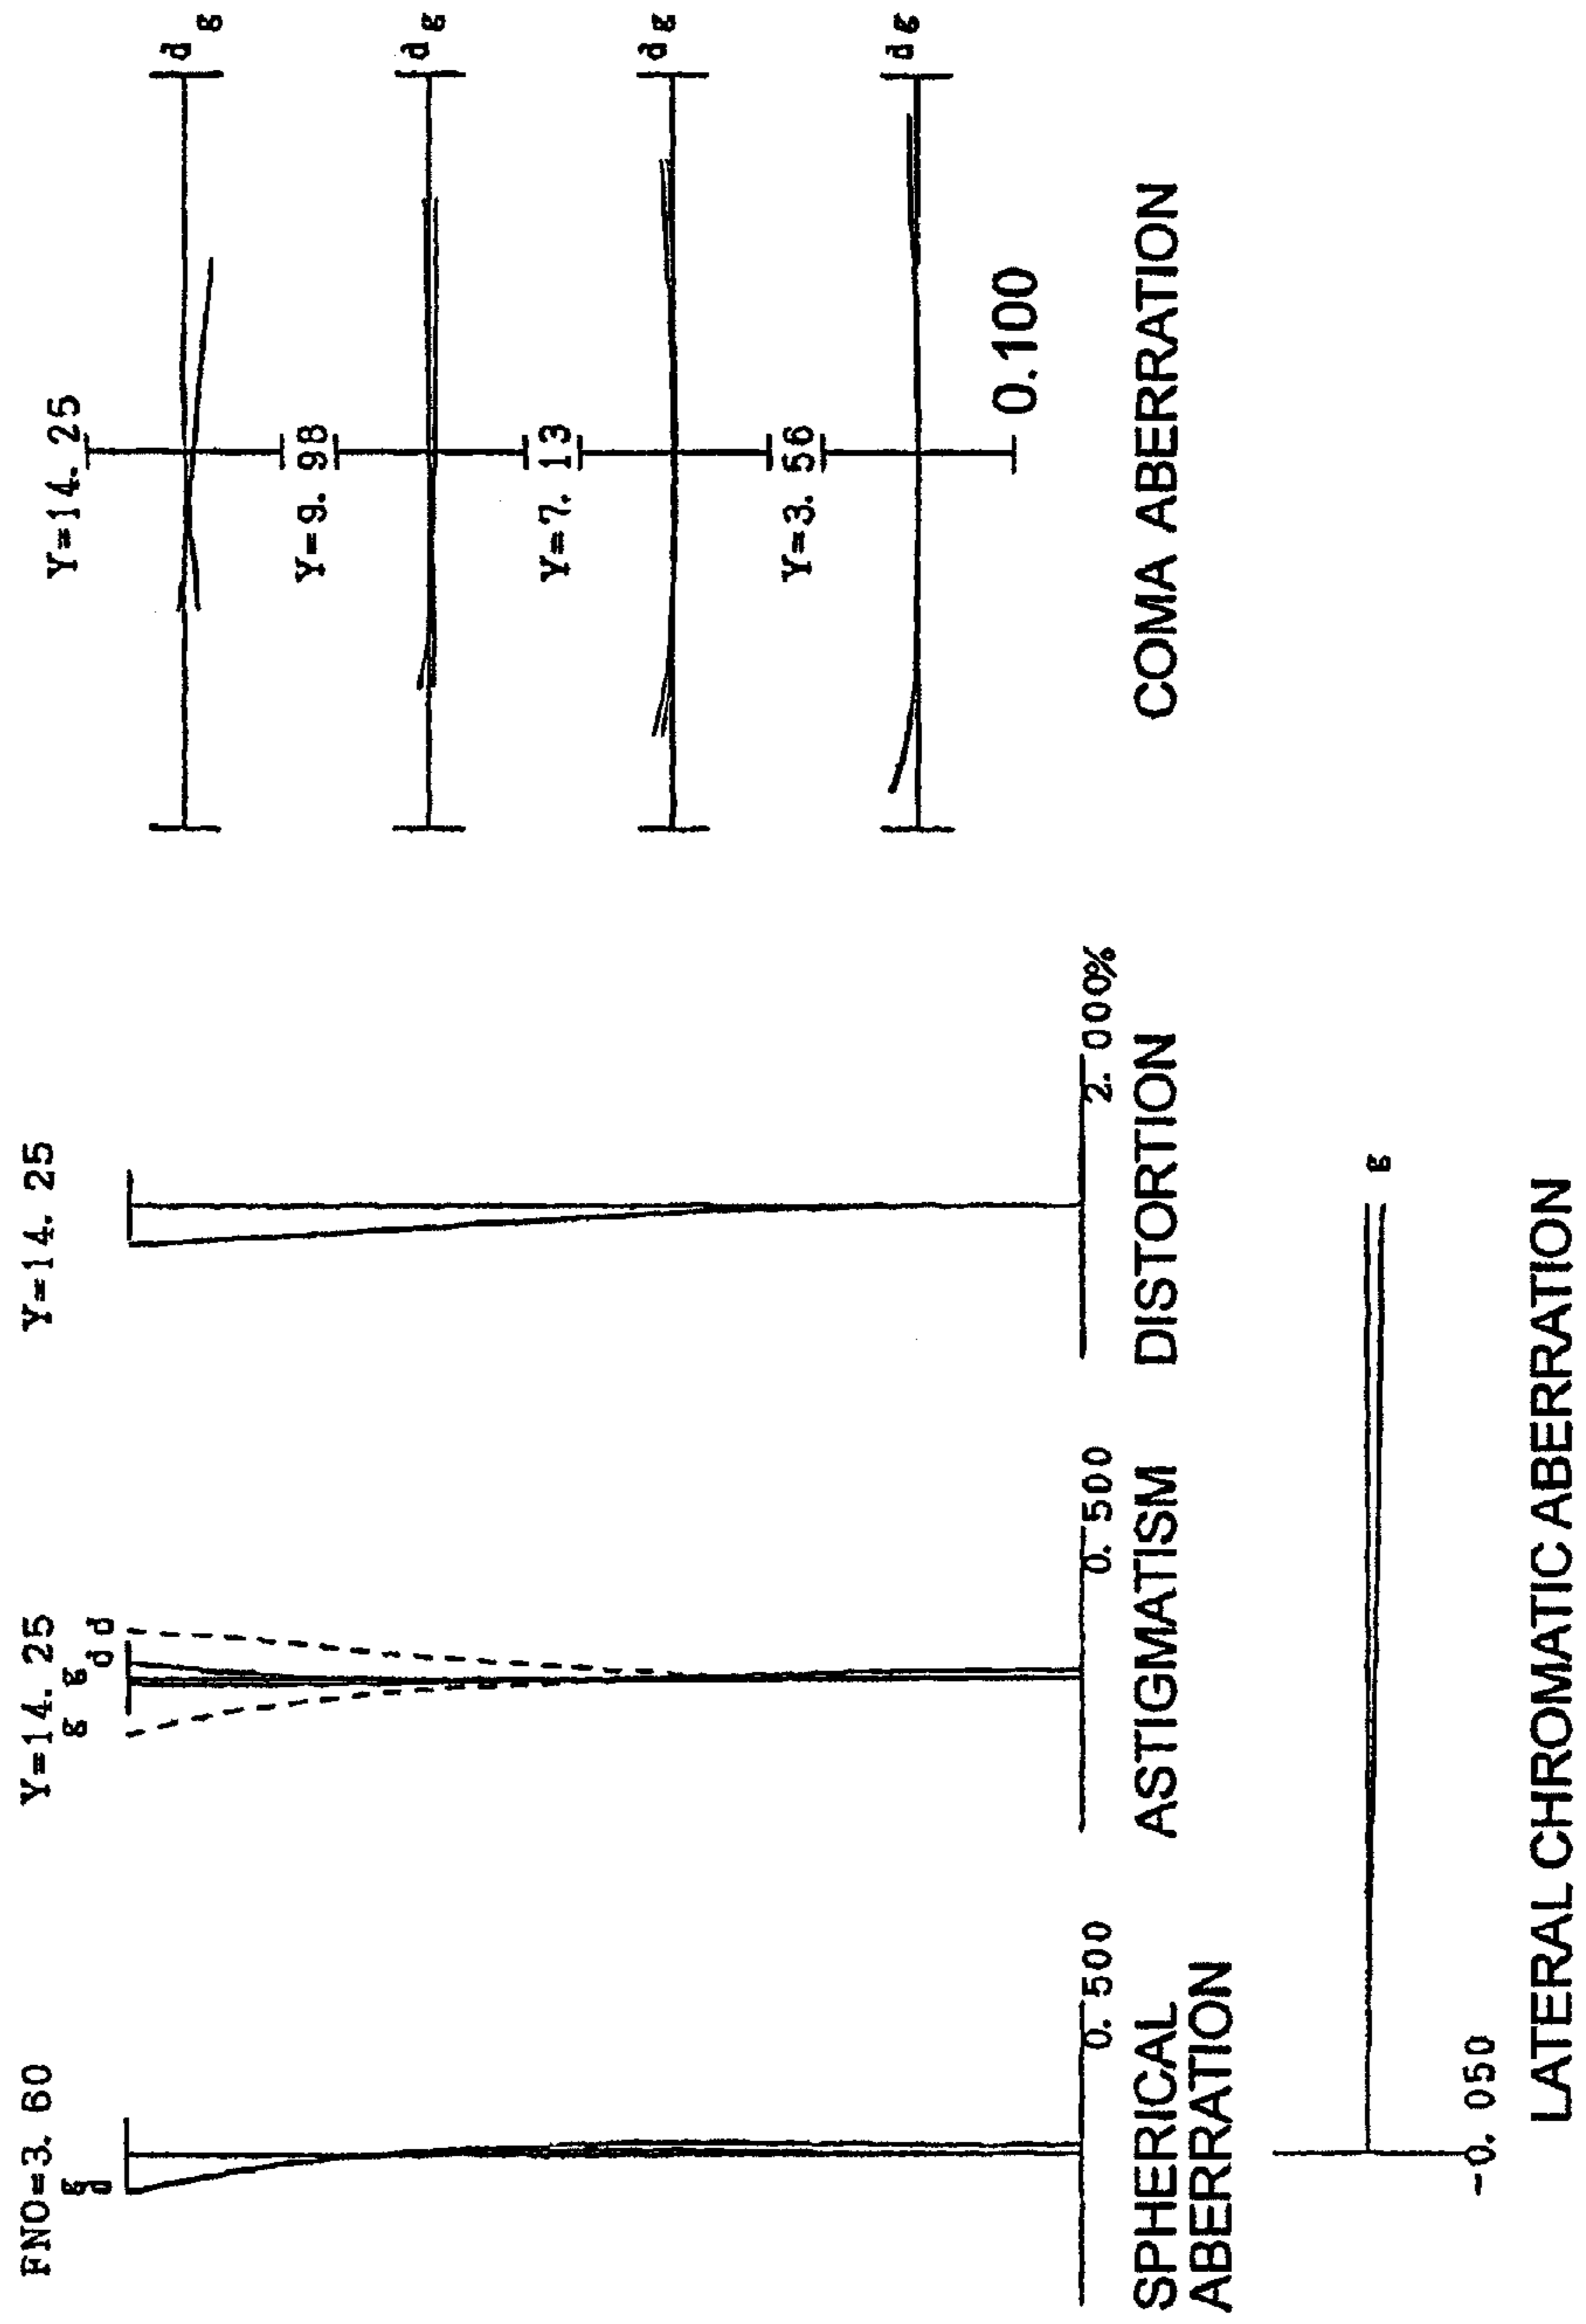 FNO=3.60
g
d
0.500
SPHERICAL
ABERRATION
Y=14.25
g g
d d
0.500
ASTIGMATISM
Y=14.25
2.000%
DISTORTION
Y=14.25
d
g
Y=9.98
d
g
Y=7.13
d
g
Y=3.56
d
g
0.100
COMA ABERRATION
g
-0.050
LATERAL CHROMATIC ABERRATION